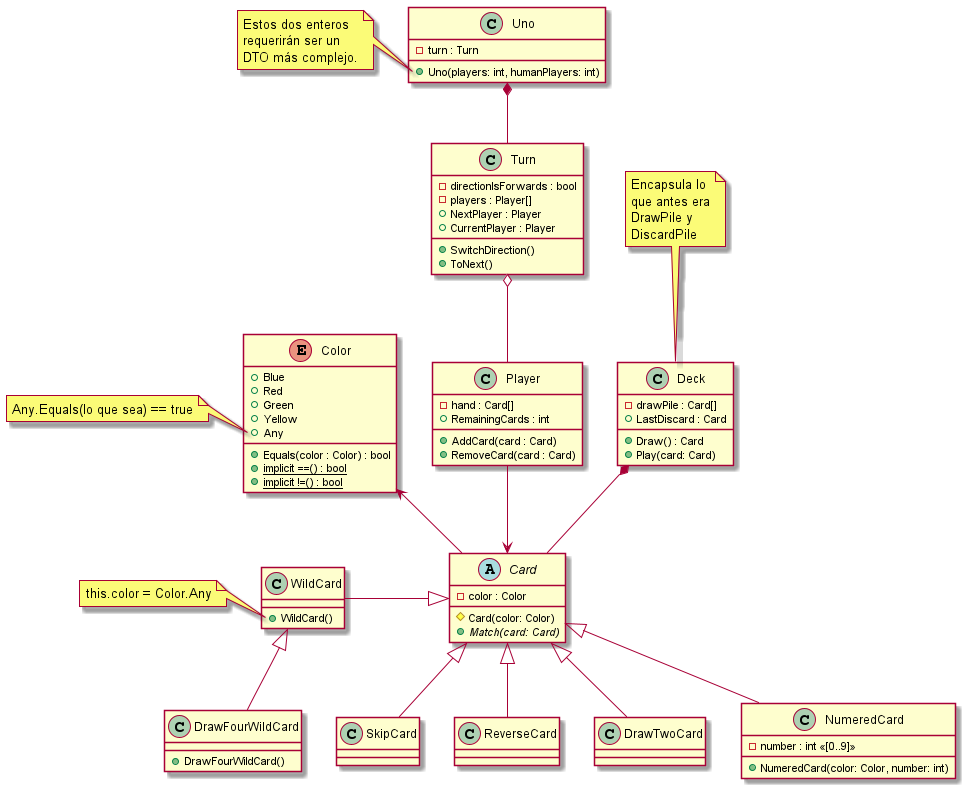 Estos dos enteros
requerirán ser un
DTO más complejo.
C Uno
turn : Turn
Uno(players: int, humanPlayers: int)
C Turn
directionIsForwards : bool
players : Player[]
NextPlayer : Player
CurrentPlayer : Player
SwitchDirection()
ToNext()
Encapsula lo
que antes era
DrawPile y
DiscardPile
E Color
Blue
Red
Green
Yellow
Any
Equals(color : Color) : bool
implicit ==() : bool
implicit !=() : bool
Any.Equals(lo que sea) == true
C Player
hand : Card[]
RemainingCards : int
AddCard(card : Card)
RemoveCard(card : Card)
C Deck
drawPile : Card[]
LastDiscard : Card
Draw() : Card
Play(card: Card)
this.color = Color.Any
C WildCard
WildCard()
A Card
color : Color
Card(color: Color)
Match(card: Card)
C DrawFourWildCard
DrawFourWildCard()
C SkipCard
C ReverseCard
C DrawTwoCard
C NumeredCard
number : int «[0..9]»
NumeredCard(color: Color, number: int)